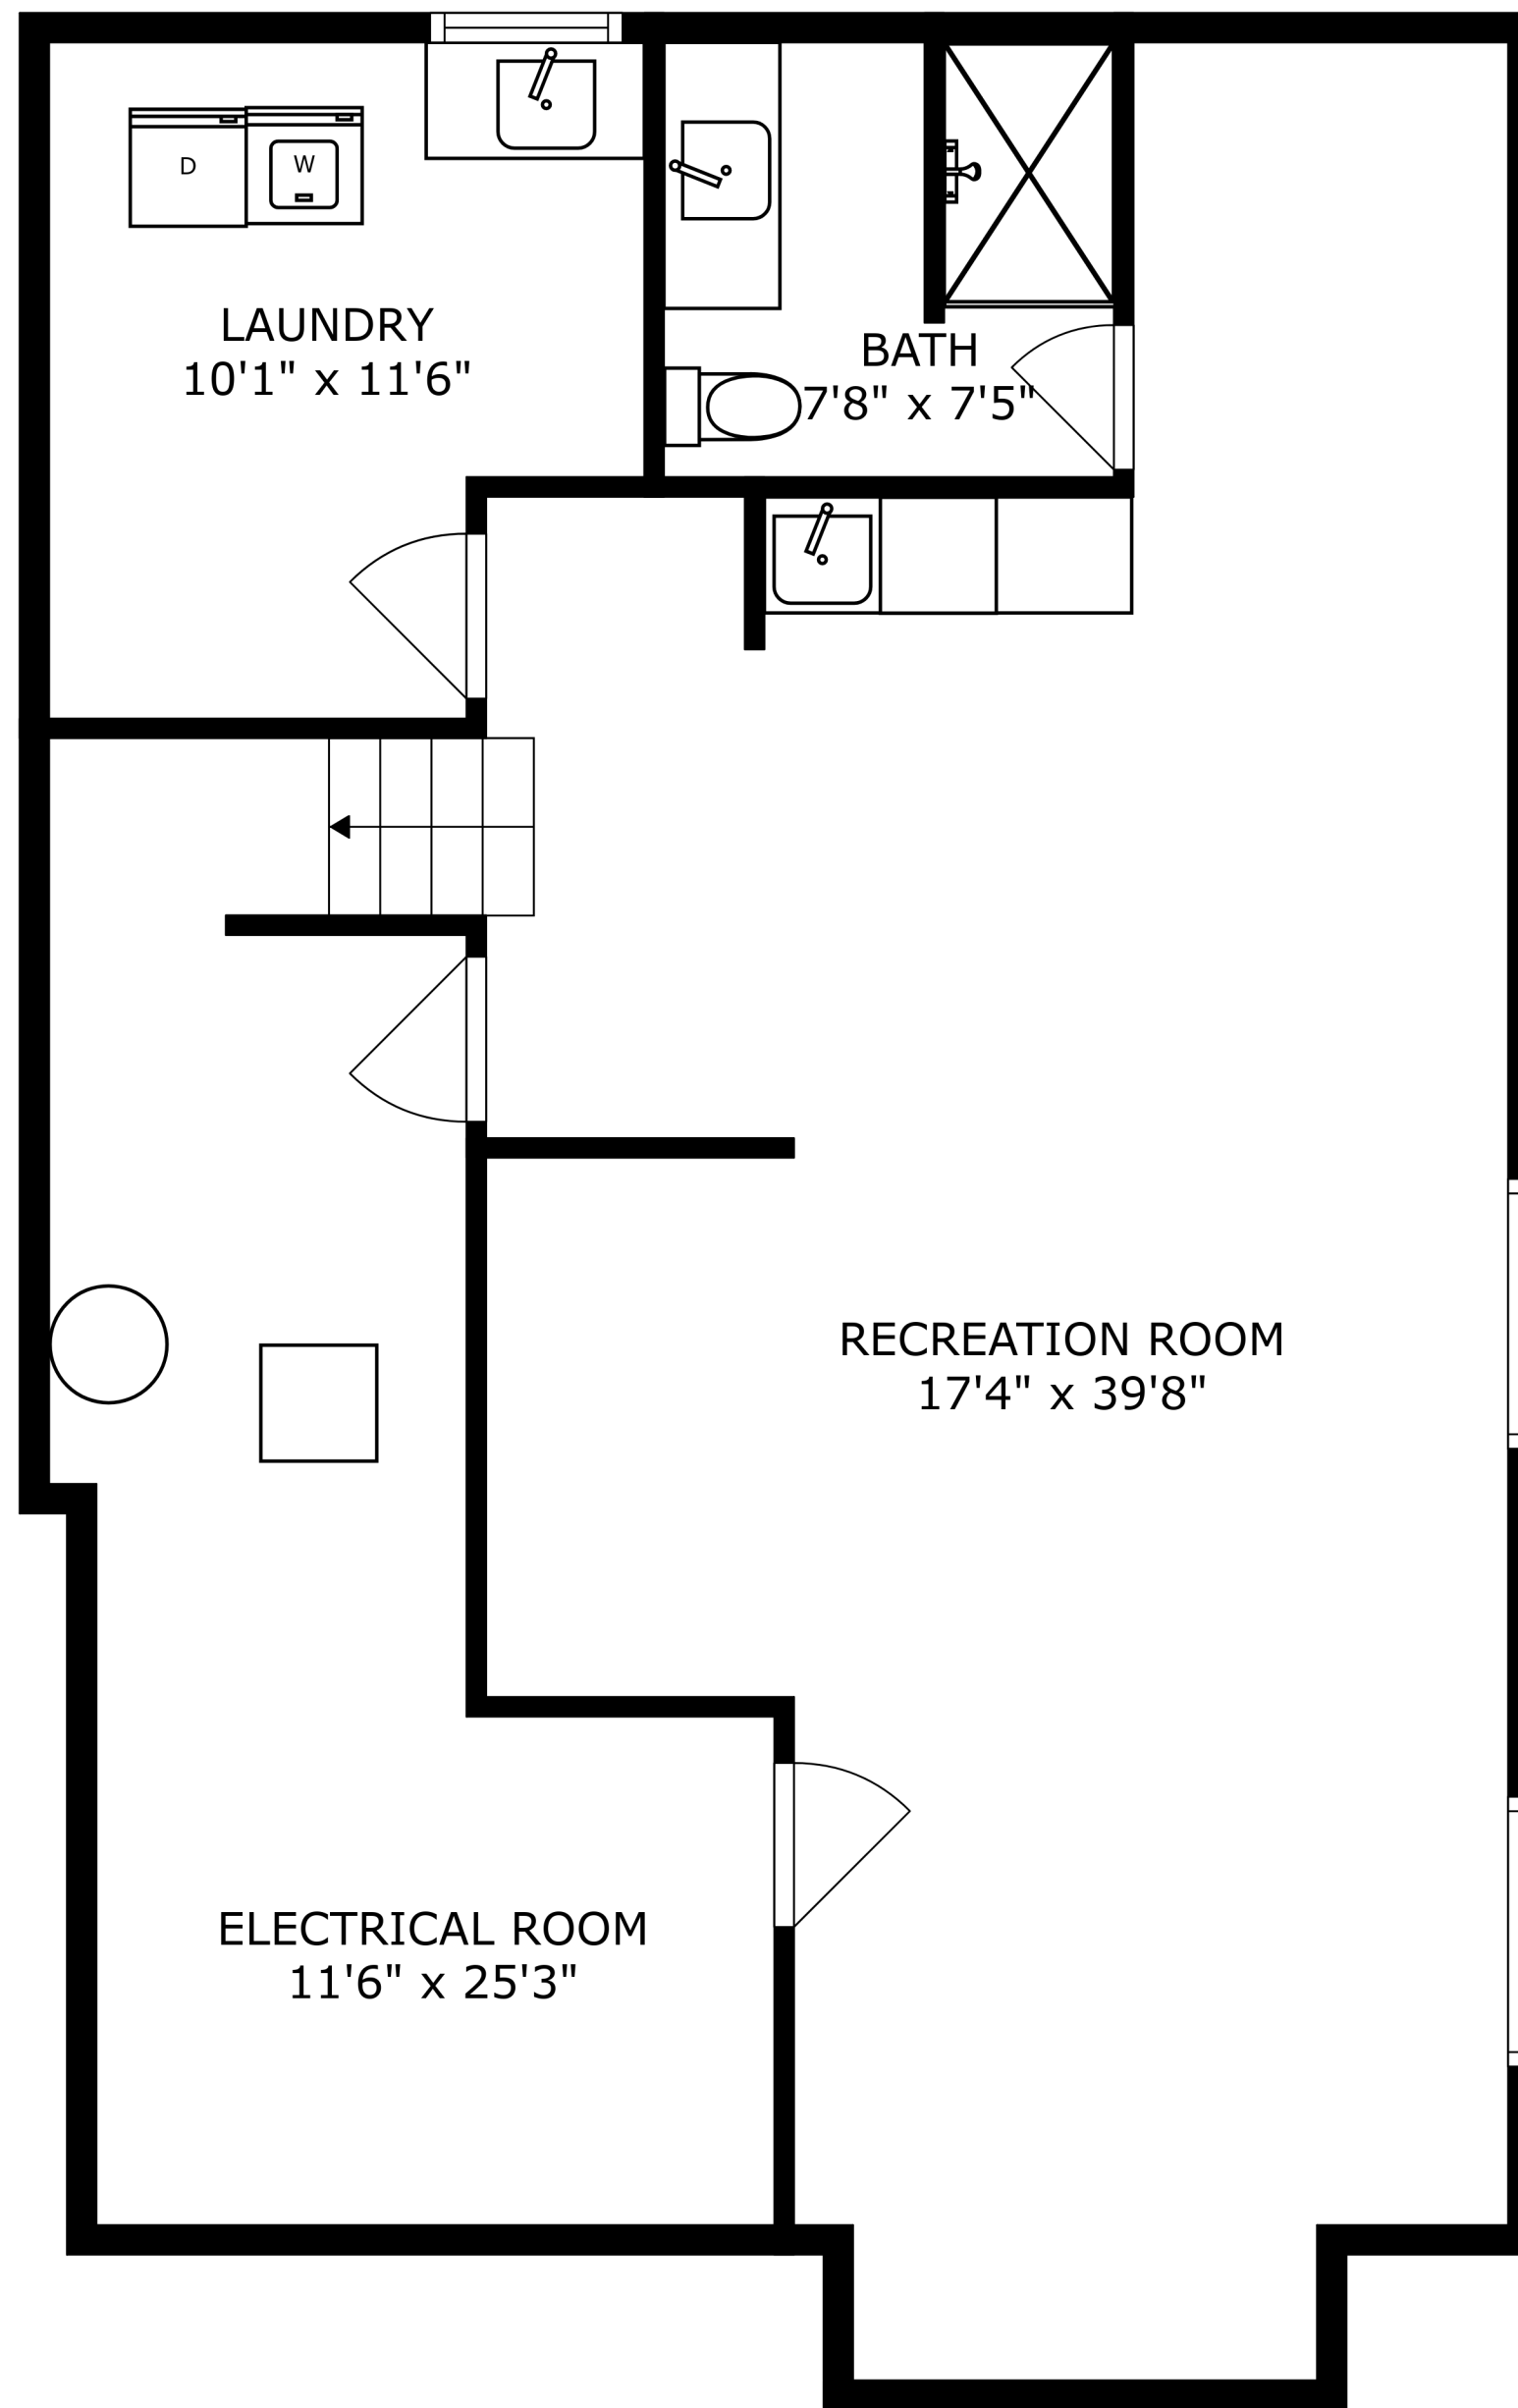 D
W
LAUNDRY
10'1" x 11'6"
BATH
7'8" x 7'5"
RECREATION ROOM
17'4" x 39'8"
ELECTRICAL ROOM
11'6" x 25'3"